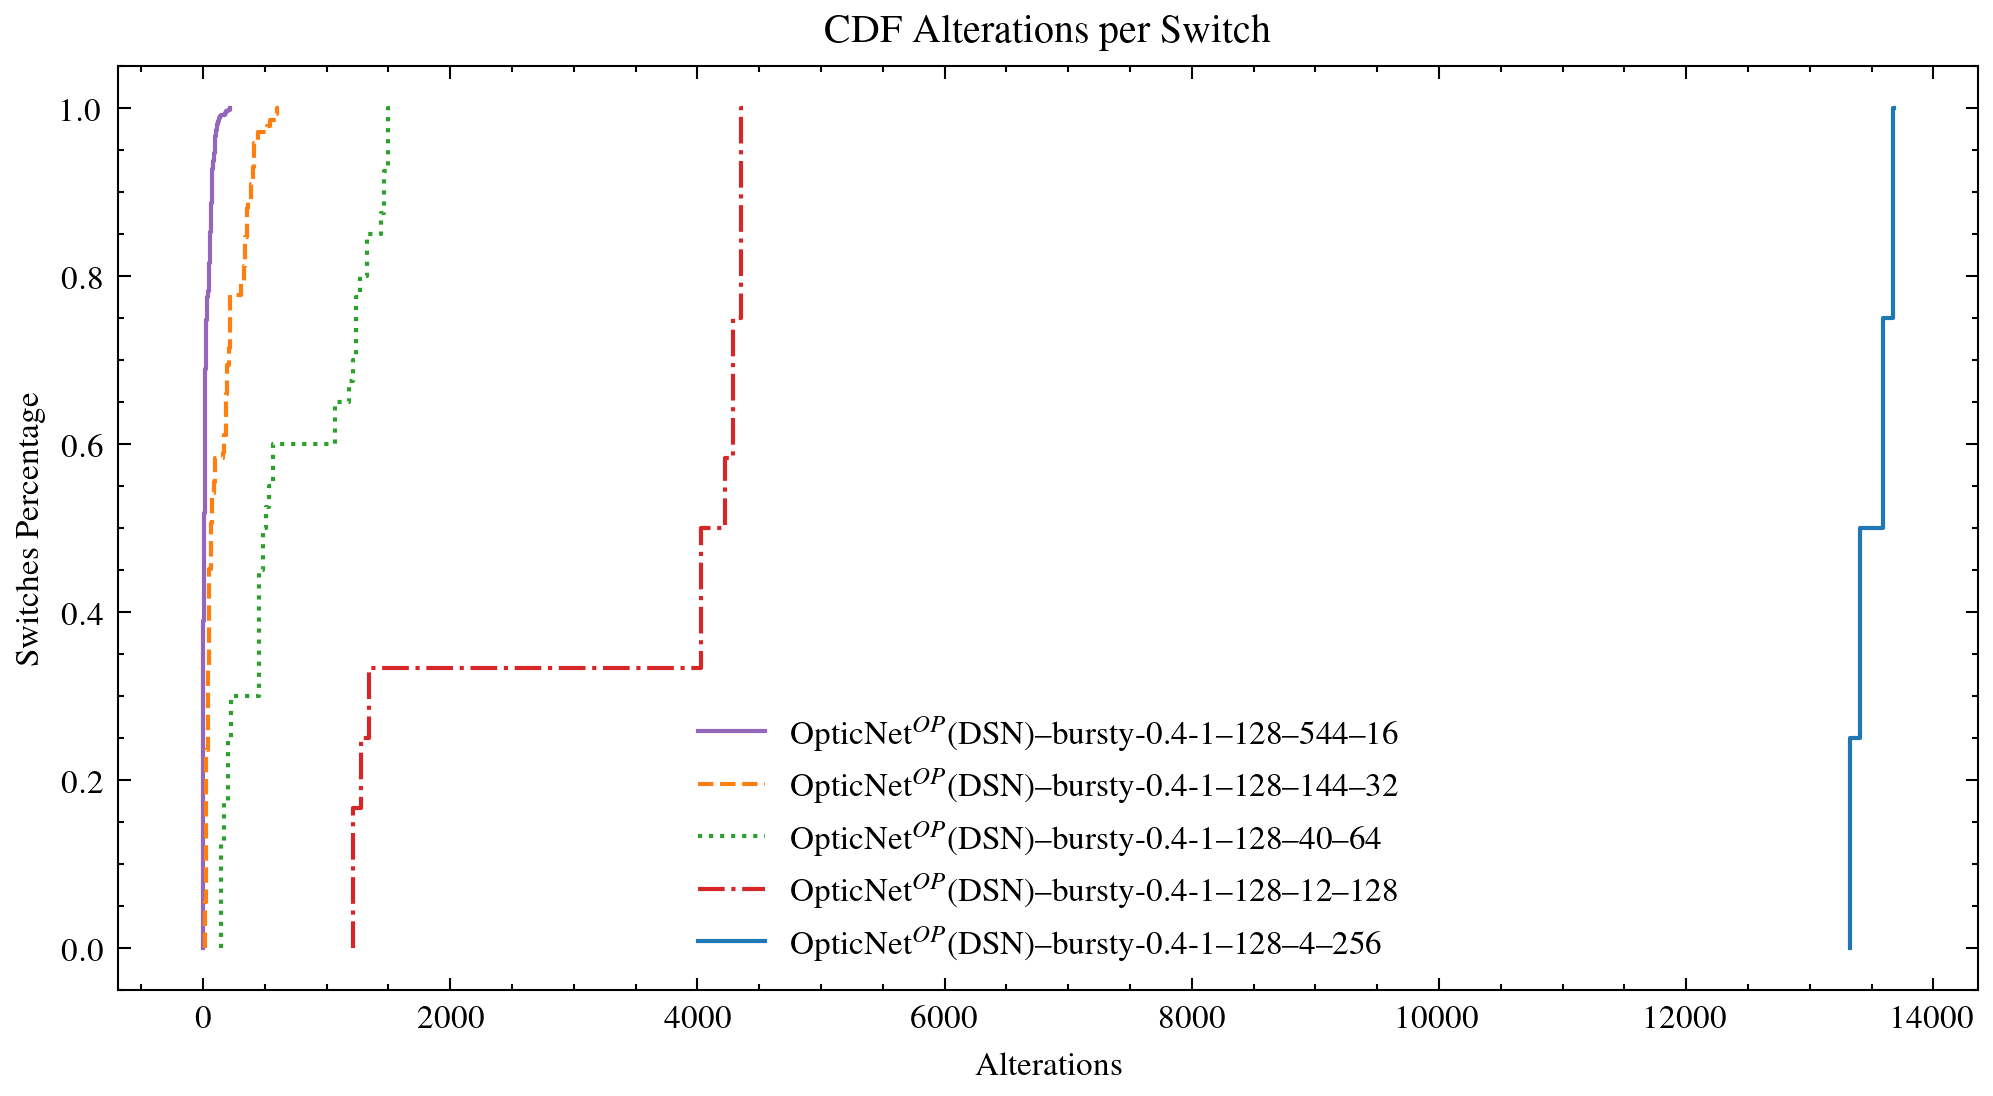 CDF Alterations per Switch
1.0
0.8
0.6
0.4
0.2
0.0
Switches Percentage
OpticNet^OP(DSN)–bursty-0.4-1–128–544–16
OpticNet^OP(DSN)–bursty-0.4-1–128–144–32
OpticNet^OP(DSN)–bursty-0.4-1–128–40–64
OpticNet^OP(DSN)–bursty-0.4-1–128–12–128
OpticNet^OP(DSN)–bursty-0.4-1–128–4–256
0 2000 4000 6000 8000 10000 12000 14000
Alterations